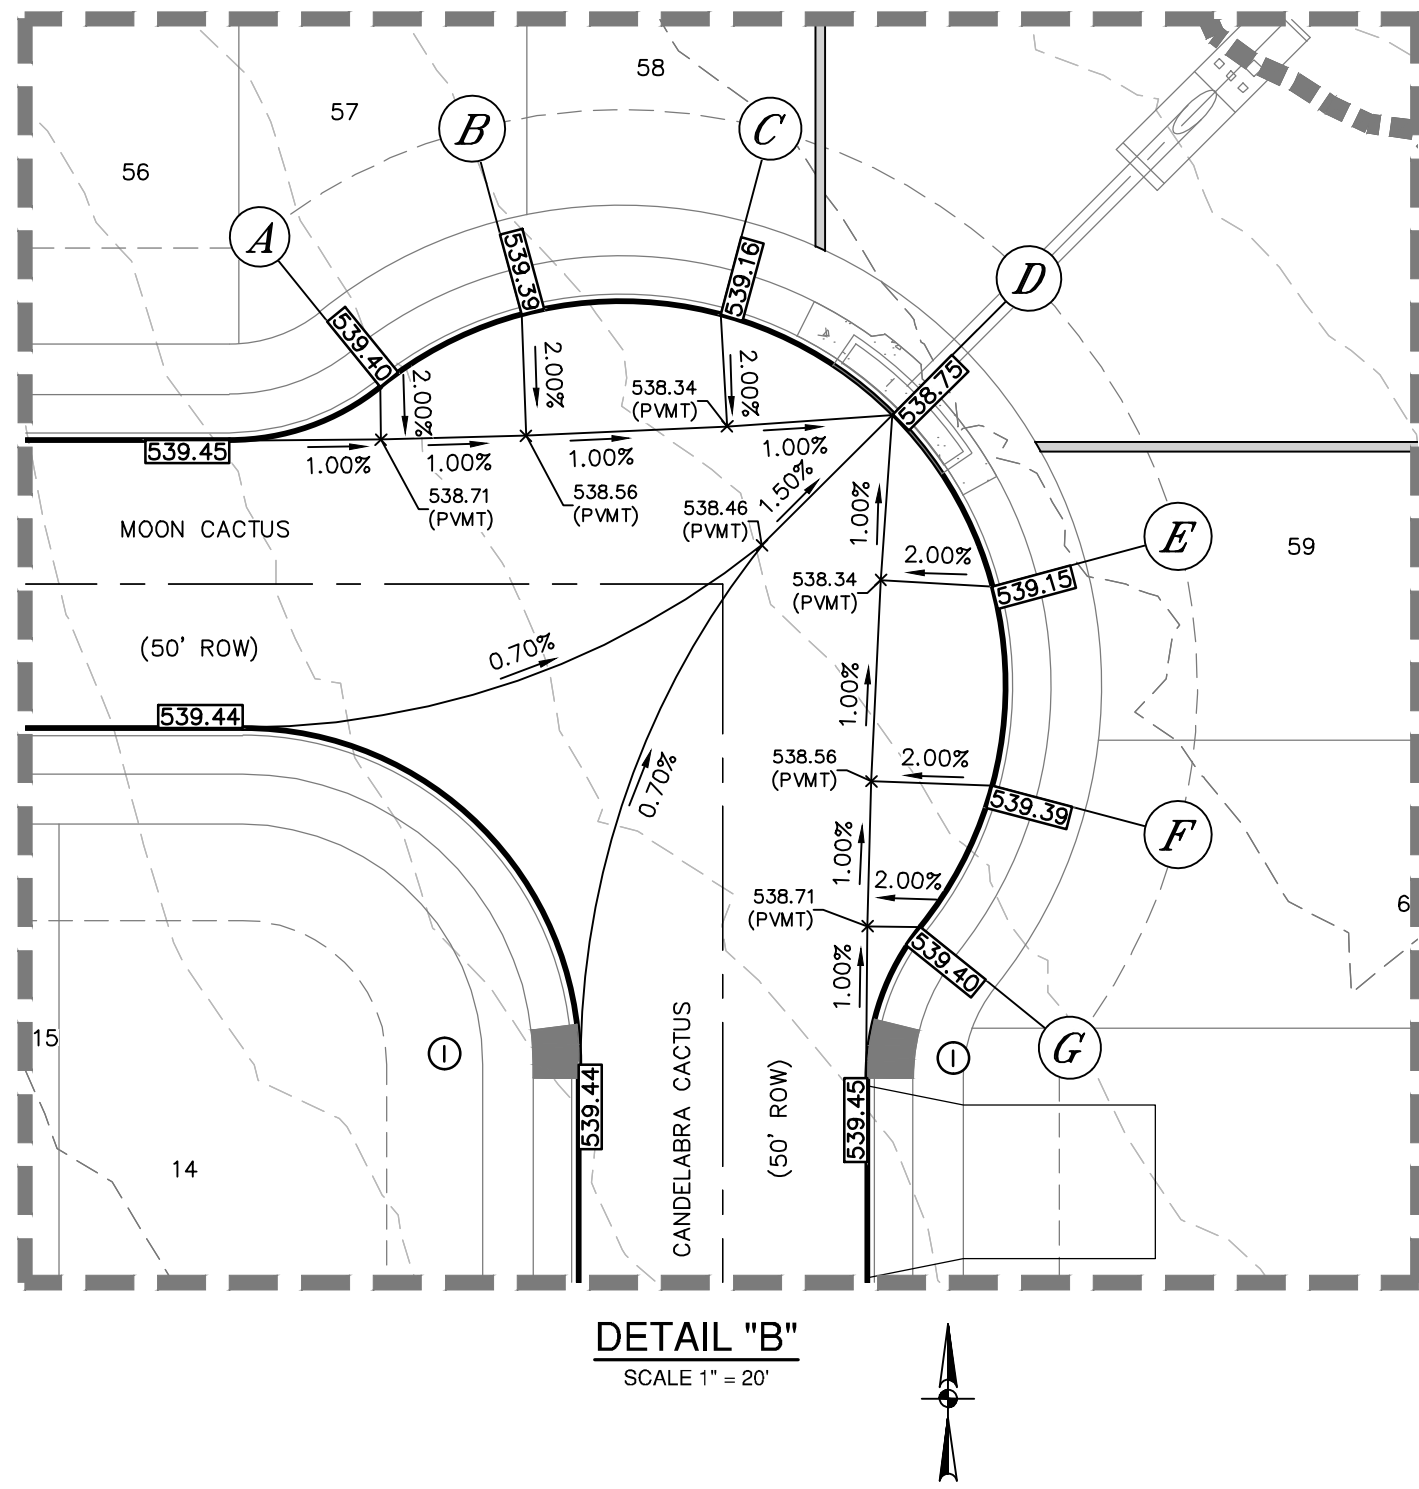 58
57
56
B
C
A
D
539.39
539.16
539.40
538.75
2.00%
2.00%
2.00%
538.34
(PVMT)
539.45
1.00%
1.00%
1.00%
1.00%
538.71
(PVMT)
538.56
(PVMT)
538.46
(PVMT)
1.50%
1.00%
MOON CACTUS
E
59
2.00%
538.34
(PVMT)
539.15
(50' ROW)
0.70%
1.00%
539.44
538.56
(PVMT)
2.00%
0.70%
539.39
F
1.00%
2.00%
538.71
(PVMT)
6
539.40
1.00%
15
1
1
G
CANDELABRA CACTUS
(50' ROW)
539.44
539.45
14
DETAIL "B"
SCALE 1" = 20'